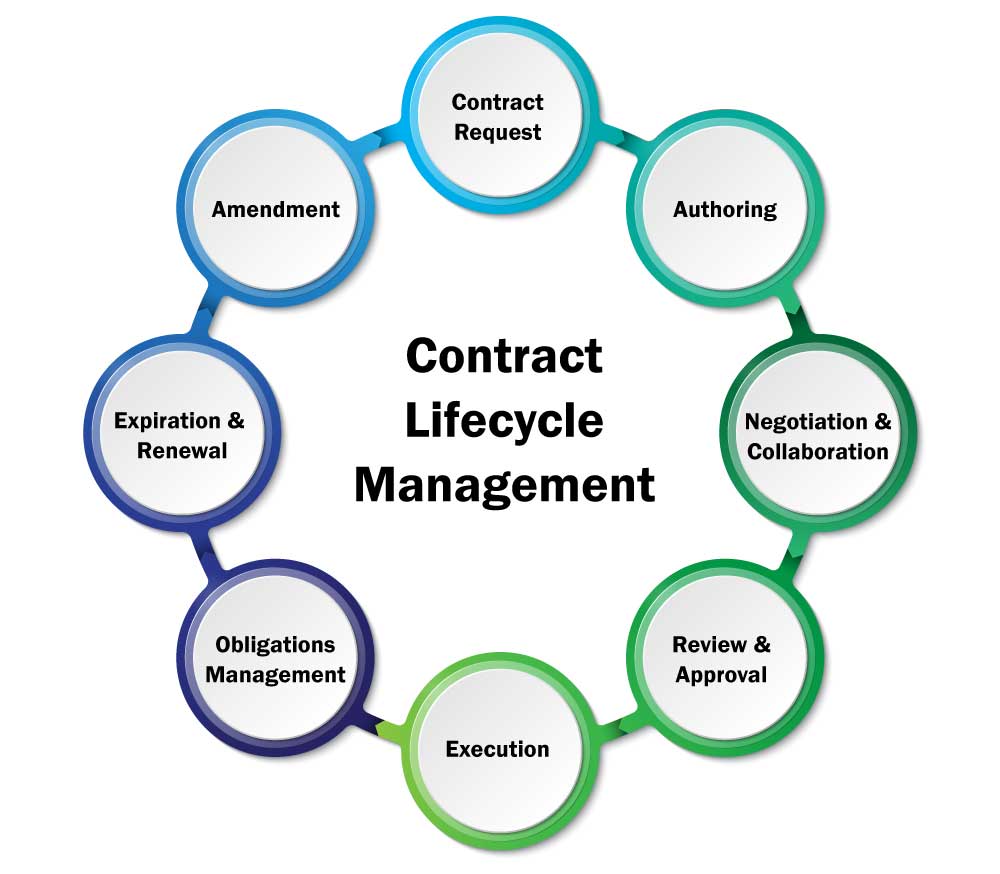 Contract
Request
Authoring
Negotiation &
Collaboration
Review &
Approval
Execution
Obligations
Management
Expiration &
Renewal
Amendment
Contract
Lifecycle
Management